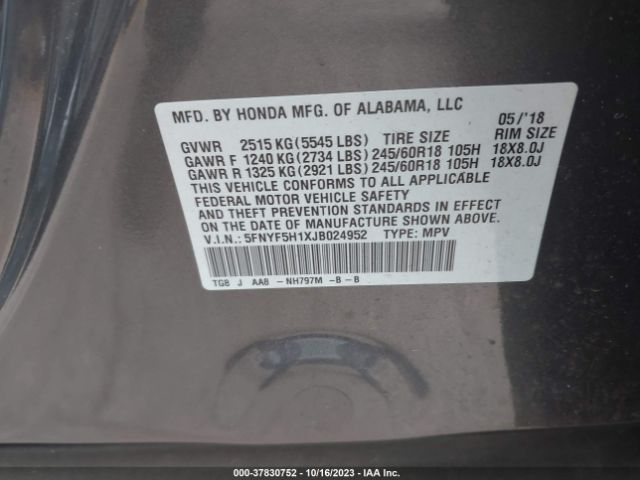 MFD. BY HONDA MFG. OF ALABAMA, LLC 05/'18
GVWR 2515 KG (5545 LBS) TIRE SIZE RIM SIZE
GAWR F 1240 KG (2734 LBS) 245/60R18 105H 18X8.0J
GAWR R 1325 KG (2921 LBS) 245/60R18 105H 18X8.0J
THIS VEHICLE CONFORMS TO ALL APPLICABLE
FEDERAL MOTOR VEHICLE SAFETY
AND THEFT PREVENTION STANDARDS IN EFFECT
ON THE DATE OF MANUFACTURE SHOWN ABOVE.
V.I.N.: 5FNYF5H1XJB024952 TYPE: MPV
TG8 J AA8 - NH797M -B - B
000-37830752 - 10/16/2023 - IAA Inc.